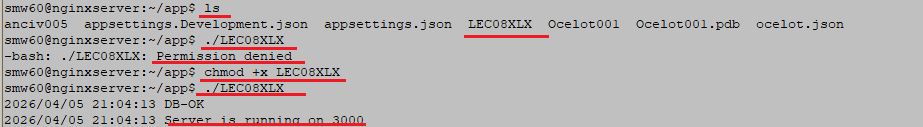 smw60@nginxserver:~/app$ ls
anciv005  appsettings.Development.json  appsettings.json  LEC08XLX  Ocelot001  Ocelot001.pdb  ocelot.json
smw60@nginxserver:~/app$ ./LEC08XLX
-bash: ./LEC08XLX: Permission denied
smw60@nginxserver:~/app$ chmod +x LEC08XLX
smw60@nginxserver:~/app$ ./LEC08XLX
2026/04/05 21:04:13 DB-OK
2026/04/05 21:04:13 Server is running on 3000